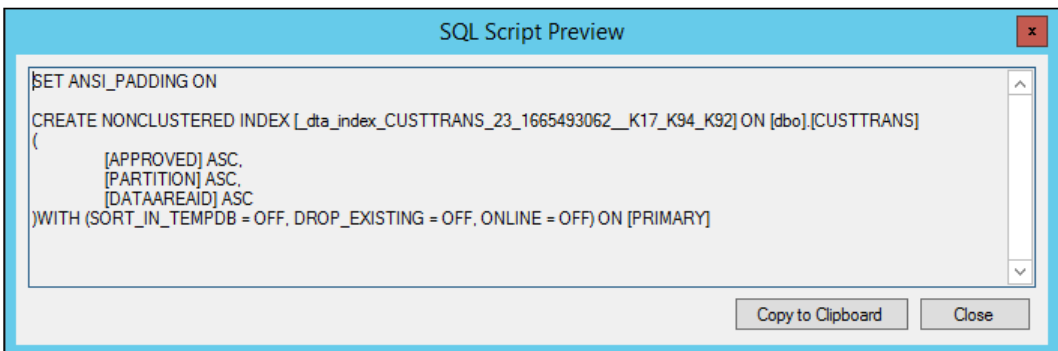 SQL Script Preview
x
SET ANSI_PADDING ON
CREATE NONCLUSTERED INDEX [_dta_index_CUSTTRANS_23_1665493062__K17_K94_K92] ON [dbo].[CUSTTRANS]
(
[APPROVED] ASC,
[PARTITION] ASC,
[DATAAREAID] ASC
)WITH (SORT_IN_TEMPDB = OFF, DROP_EXISTING = OFF, ONLINE = OFF) ON [PRIMARY]
Copy to Clipboard Close